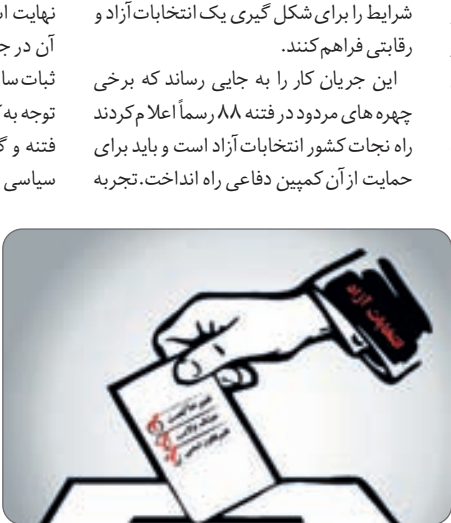 شرایط را برای شکل گیری یک انتخابات آزاد و
رقابتی فراهم کنند.
این جریان کار را به جایی رساند که برخی
چهره های مردود در فتنه ۸۸ رسماً اعلام کردند
راه نجات کشور انتخابات آزاد است و باید برای
حمایت از آن کمپین دفاعی راه انداخت. تجربه
انتخابات آزاد
نهایت
آن در
ثبات
توجه به
فتنه و
سیاسی